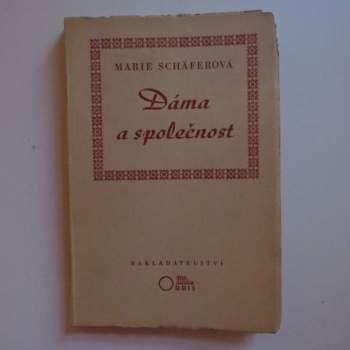 MARIE SCHÄFEROVÁ
Dáma
a společnost
NAKLADATELSTVÍ
ORBIS